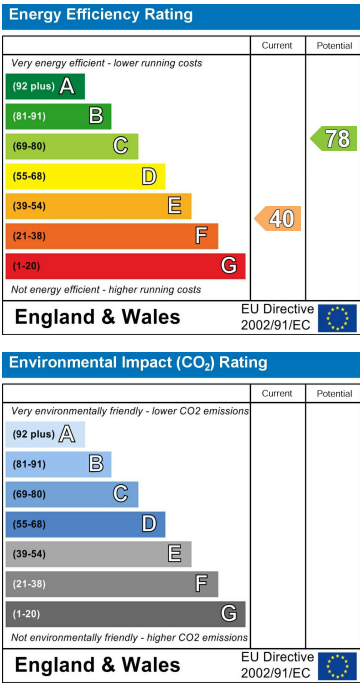 Energy Efficiency Rating
Current Potential
Very energy efficient - lower running costs
(92 plus) A
(81-91) B
(69-80) C
78
(55-68) D
(39-54) E
40
(21-38) F
(1-20) G
Not energy efficient - higher running costs
England & Wales
EU Directive
2002/91/EC
Environmental Impact (CO₂) Rating
Current Potential
Very environmentally friendly - lower CO2 emissions
(92 plus) A
(81-91) B
(69-80) C
(55-68) D
(39-54) E
(21-38) F
(1-20) G
Not environmentally friendly - higher CO2 emissions
England & Wales
EU Directive
2002/91/EC